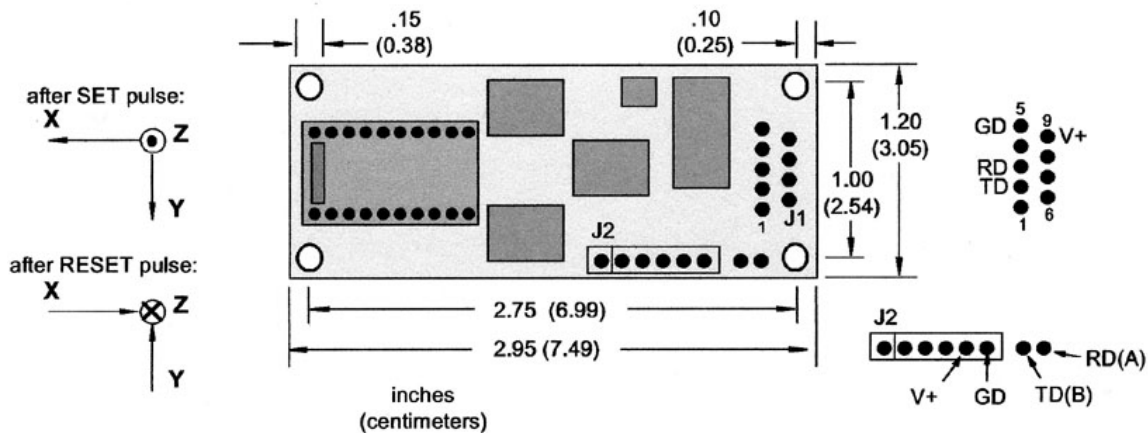 .15
(0.38)
.10
(0.25)
after SET pulse:
X
Z
Y
1.20
(3.05)
1.00
(2.54)
5
GD
9
V+
RD
TD
6
1
J2
1
J1
after RESET pulse:
X
Z
Y
2.75 (6.99)
2.95 (7.49)
inches
(centimeters)
J2
V+
GD
TD(B)
RD(A)